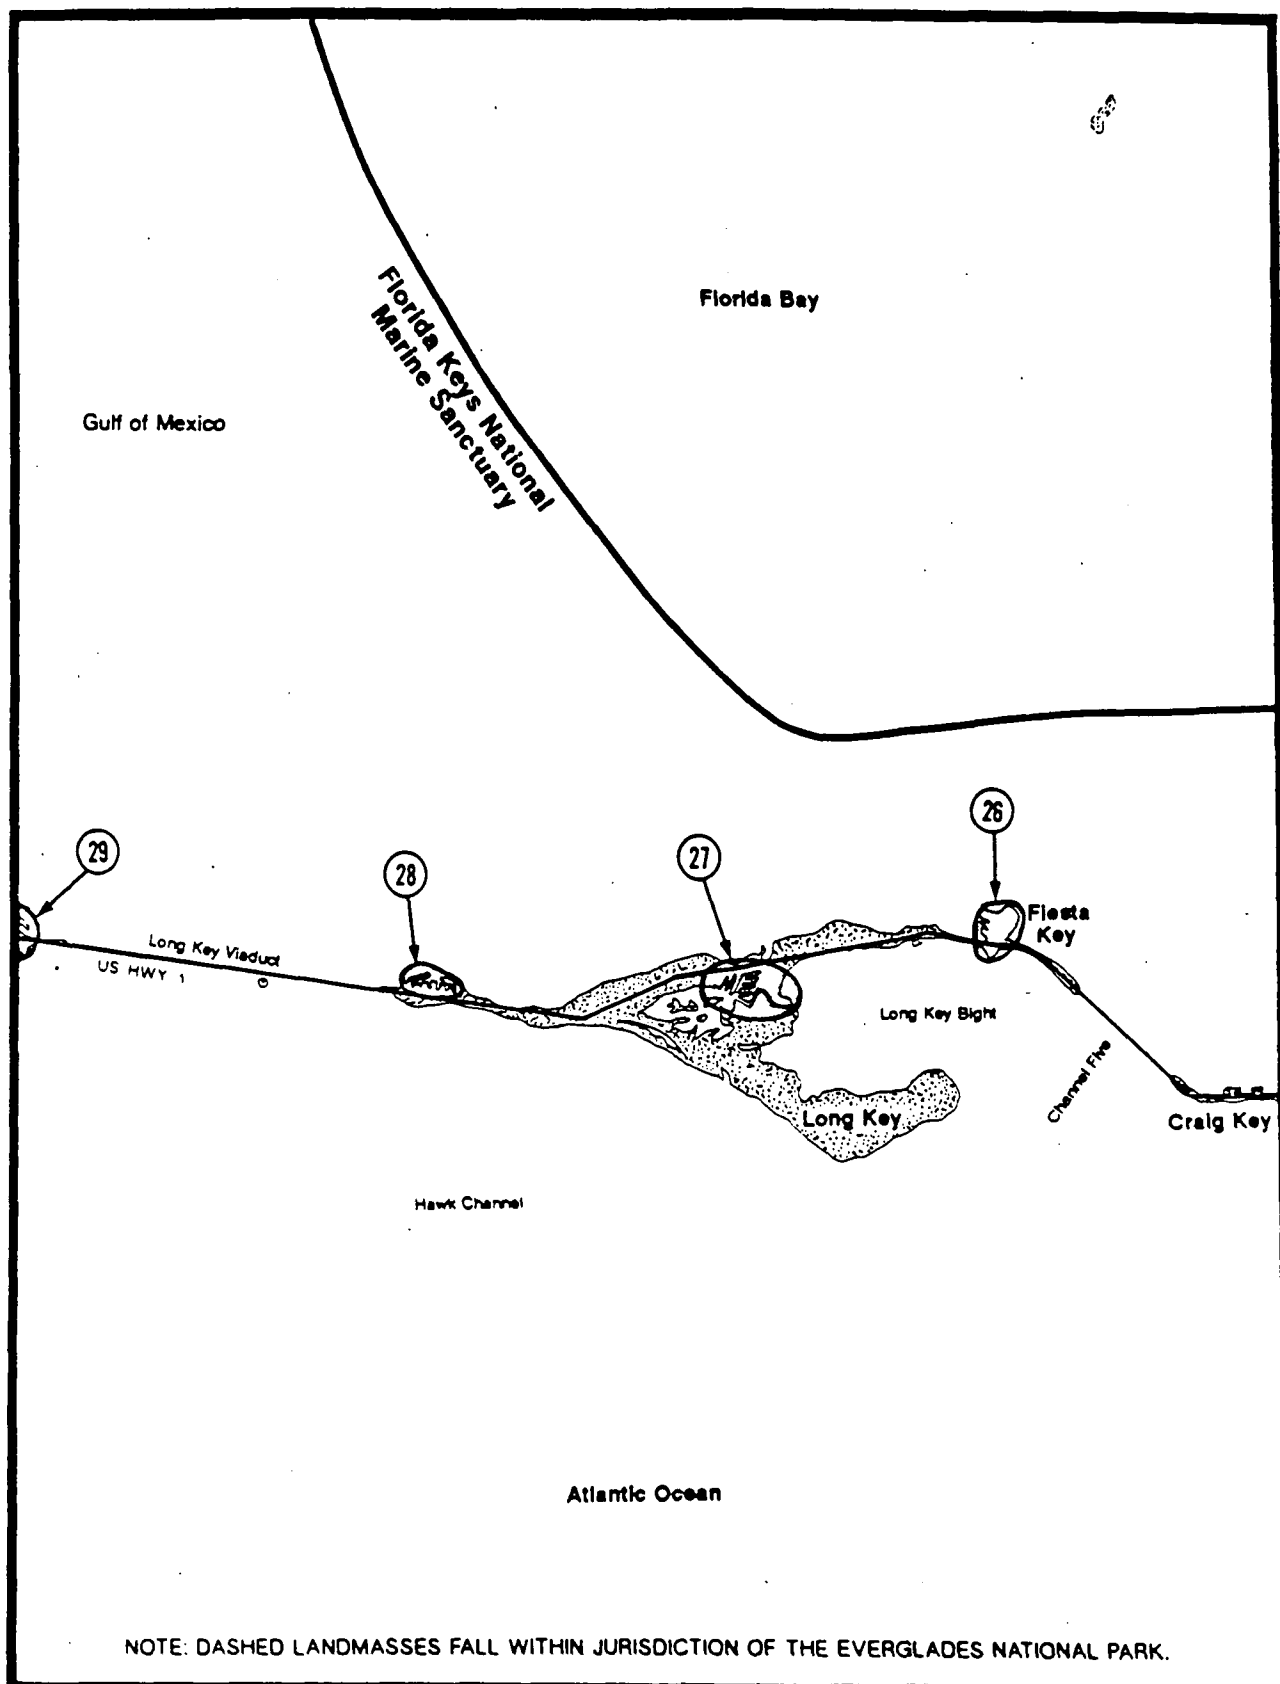 Florida Bay
Florida Keys National
Marine Sanctuary
Gulf of Mexico
26
29
27
28
Fiesta
Key
Long Key Viaduct
US HWY 1
Long Key Bight
Channel Five
Long Key
Craig Key
Hawk Channel
Atlantic Ocean
NOTE: DASHED LANDMASSES FALL WITHIN JURISDICTION OF THE EVERGLADES NATIONAL PARK.